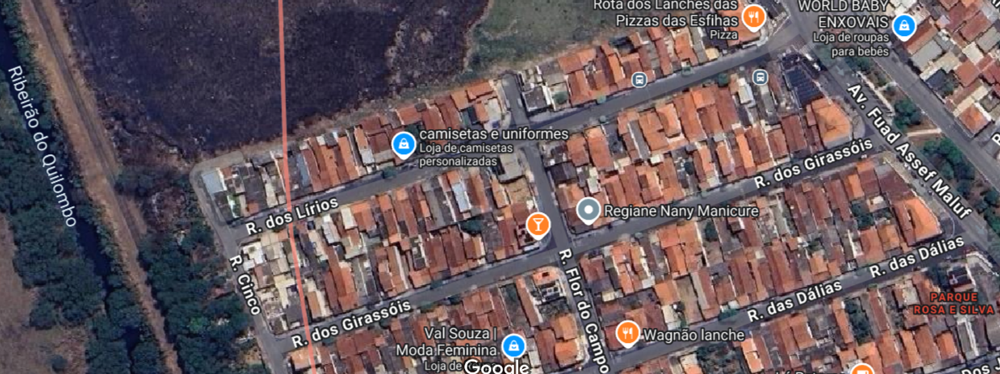 Rota dos Lanches das
Pizzas das Esfihas
Pizza
WORLD BABY
ENXOVAIS
Loja de roupas
para bebês
Ribeirão do Quilombo
camisetas e uniformes
Loja de camisetas
personalizadas
Av. Fuad Assef Maluf
R. dos Girassóis
R. dos Lírios
Regiane Nany Manicure
R. Cinco
R. Flor do Campo
R. das Dálias
R. das Dálias
PARQUE
ROSA E SILVA
R. dos Girassóis
Val Souza |
Moda Feminina
Loja de
Wagnão lanche
Google